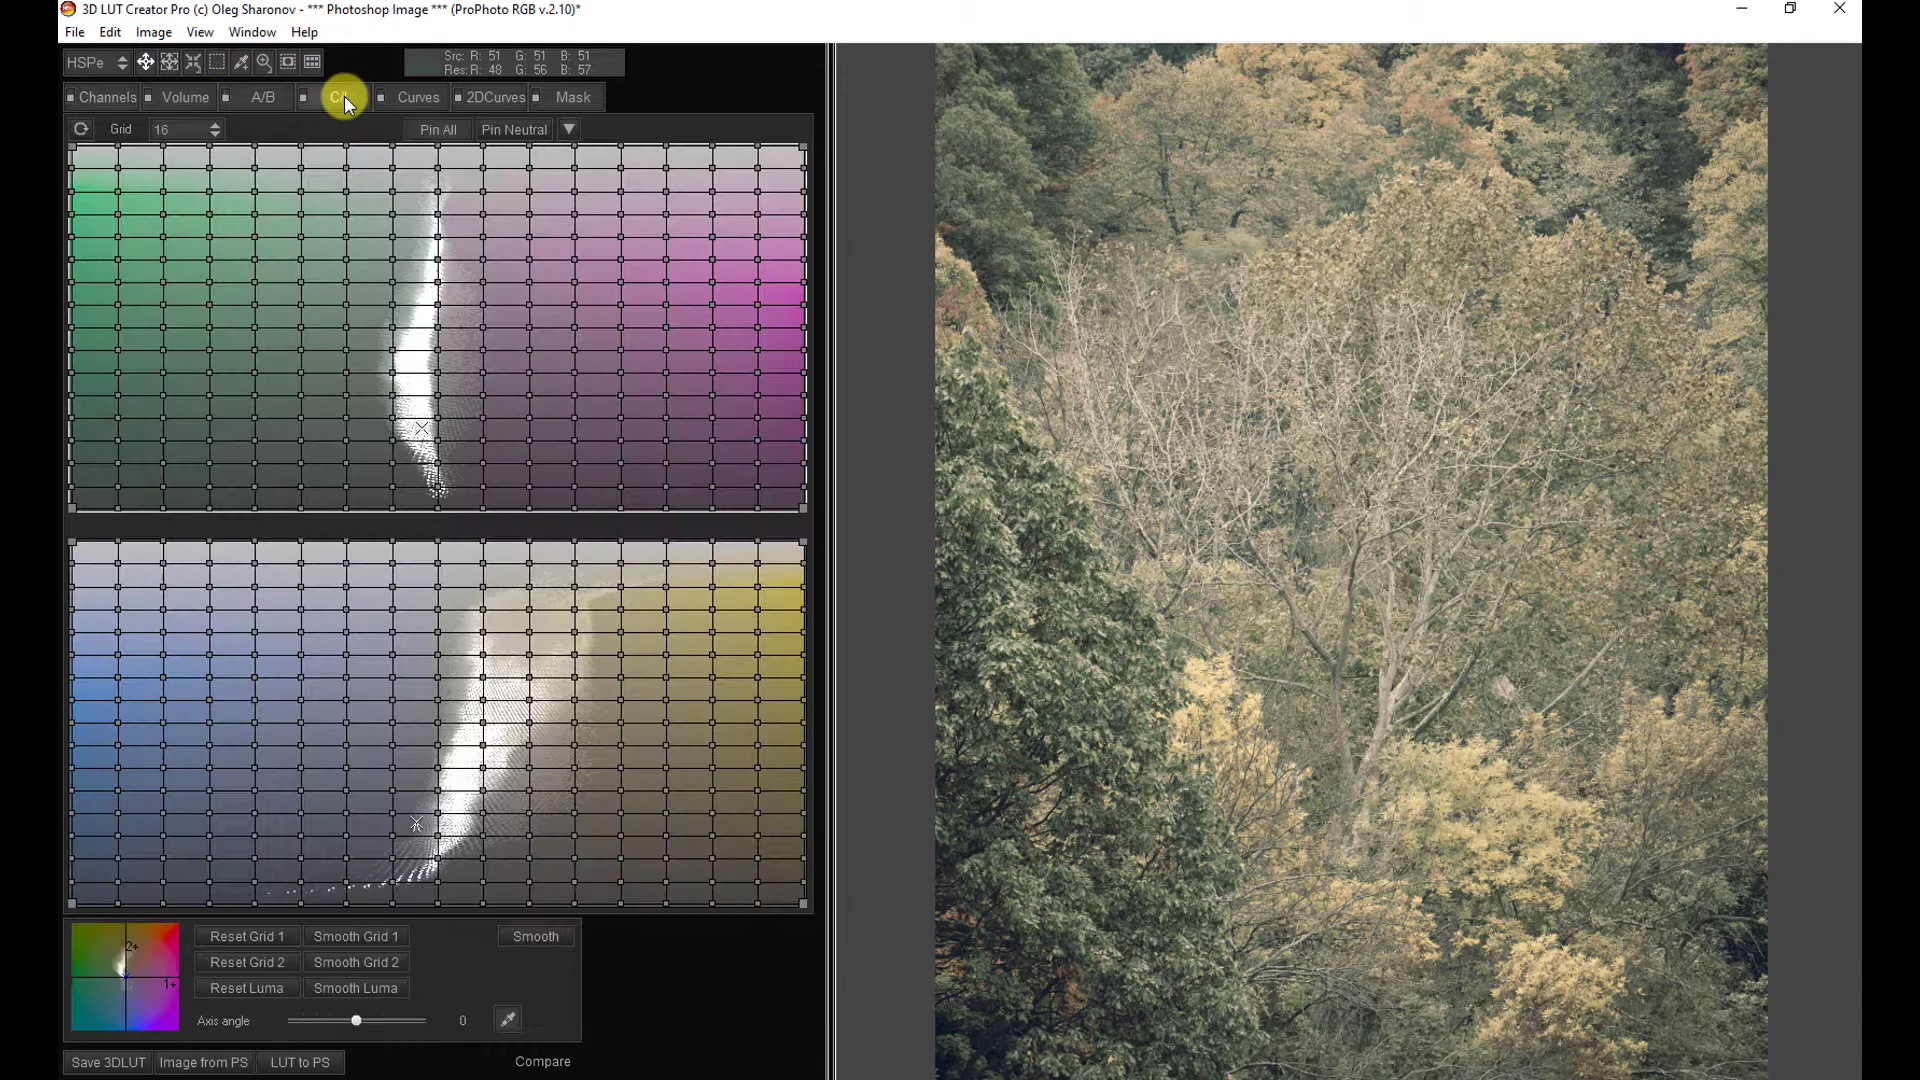 3D LUT Creator Pro (c) Oleg Sharonov - *** Photoshop Image *** (ProPhoto RGB v.2.10)*
File Edit Image View Window Help
HSPe
Src: R: 51 G: 51 B: 51
Res: R: 48 G: 56 B: 57
Channels Volume A/B Curves 2DCurves Mask
Grid 16 Pin All Pin Neutral
2+
1+
Reset Grid 1 Smooth Grid 1 Smooth
Reset Grid 2 Smooth Grid 2
Reset Luma Smooth Luma
Axis angle 0
Save 3DLUT Image from PS LUT to PS Compare